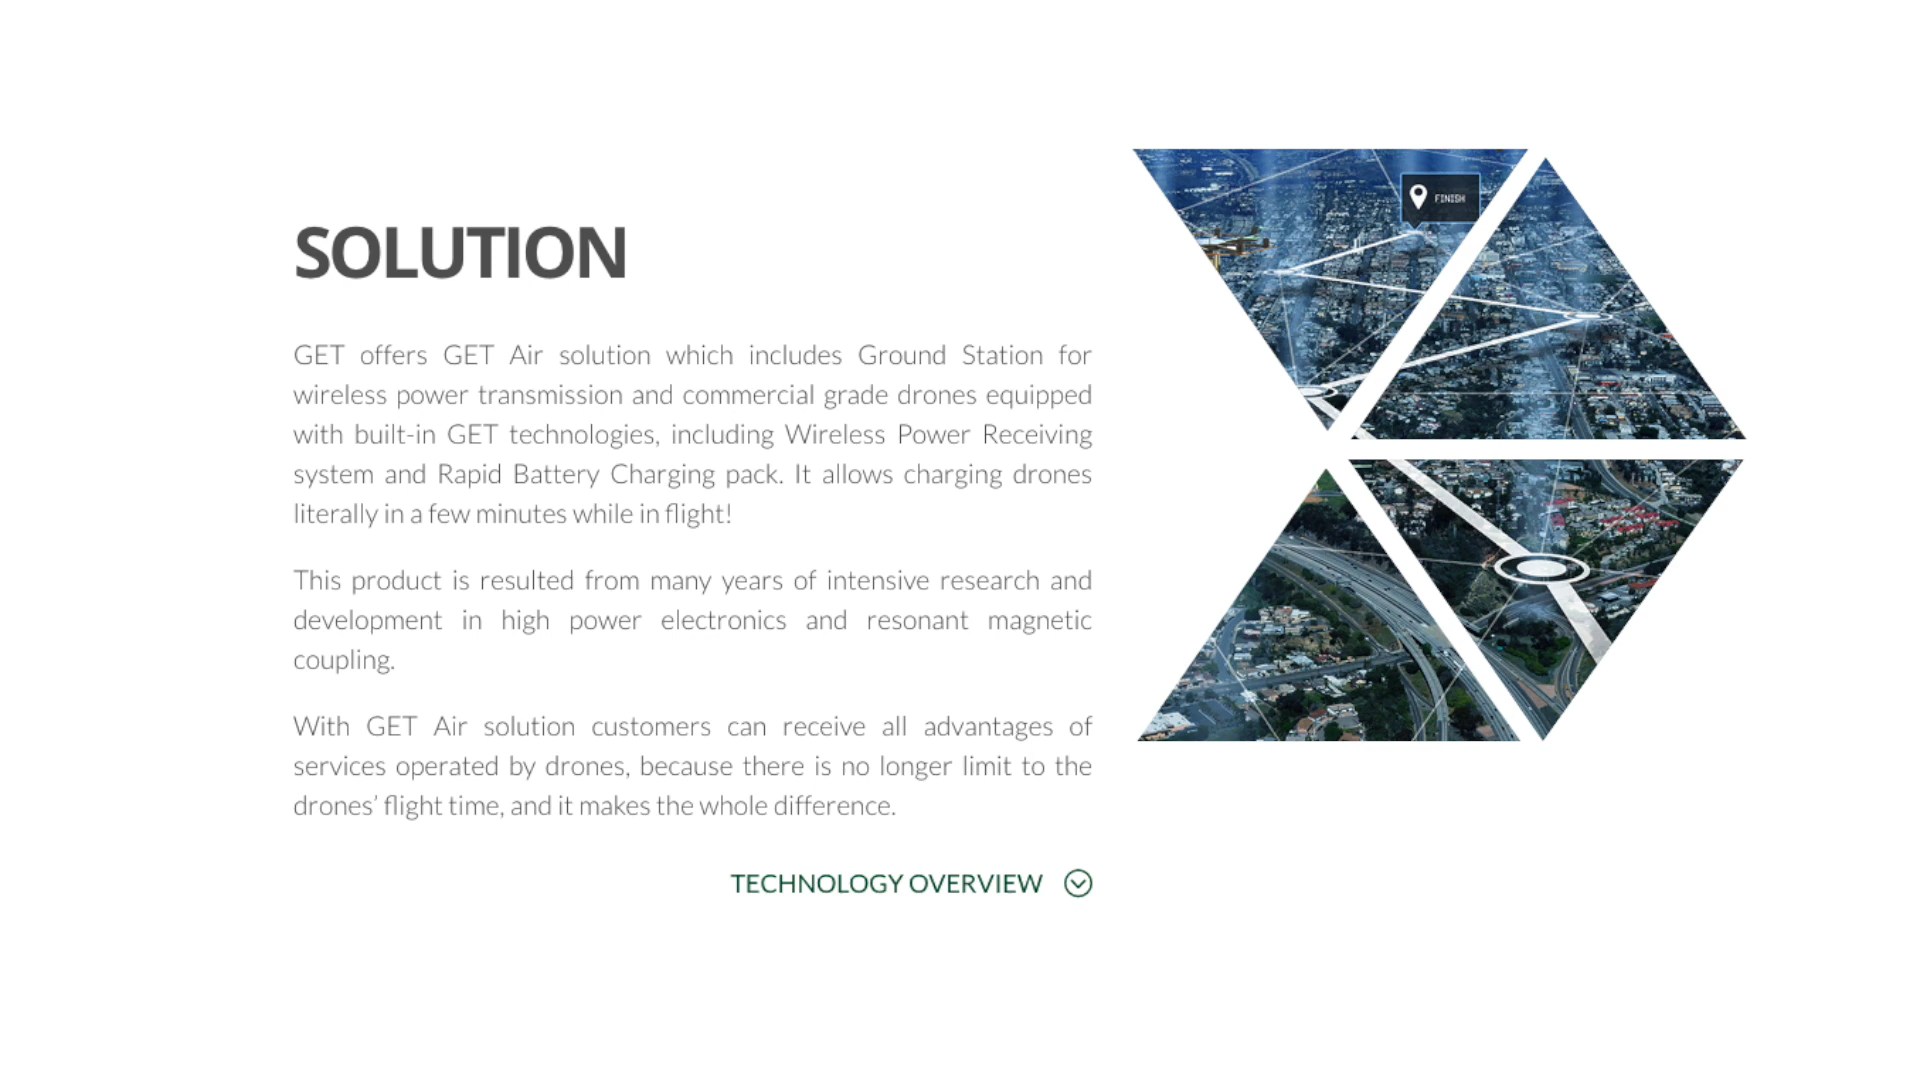 SOLUTION
GET offers GET Air solution which includes Ground Station for
wireless power transmission and commercial grade drones equipped
with built-in GET technologies, including Wireless Power Receiving
system and Rapid Battery Charging pack. It allows charging drones
literally in a few minutes while in flight!
This product is resulted from many years of intensive research and
development in high power electronics and resonant magnetic
coupling.
With GET Air solution customers can receive all advantages of
services operated by drones, because there is no longer limit to the
drones’ flight time, and it makes the whole difference.
TECHNOLOGY OVERVIEW
FINISH